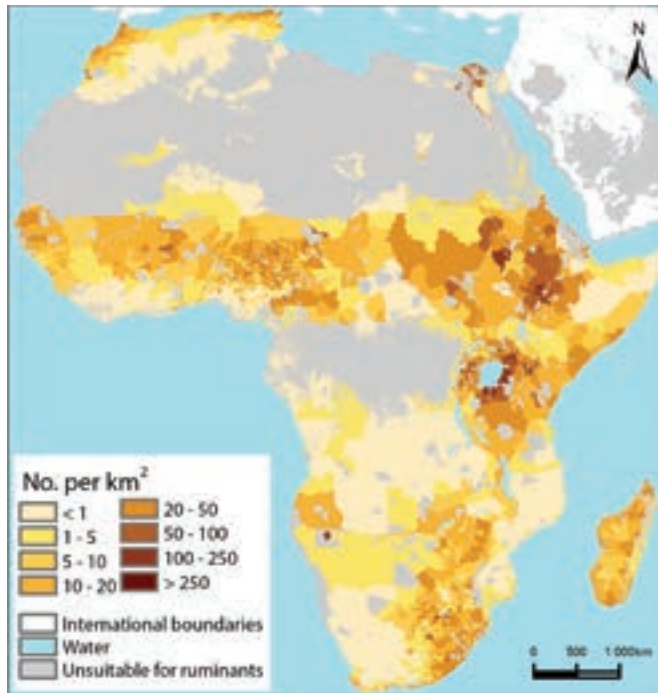 N
No. per km²
< 1
1 - 5
5 - 10
10 - 20
20 - 50
50 - 100
100 - 250
> 250
International boundaries
Water
Unsuitable for ruminants
0 500 1 000km